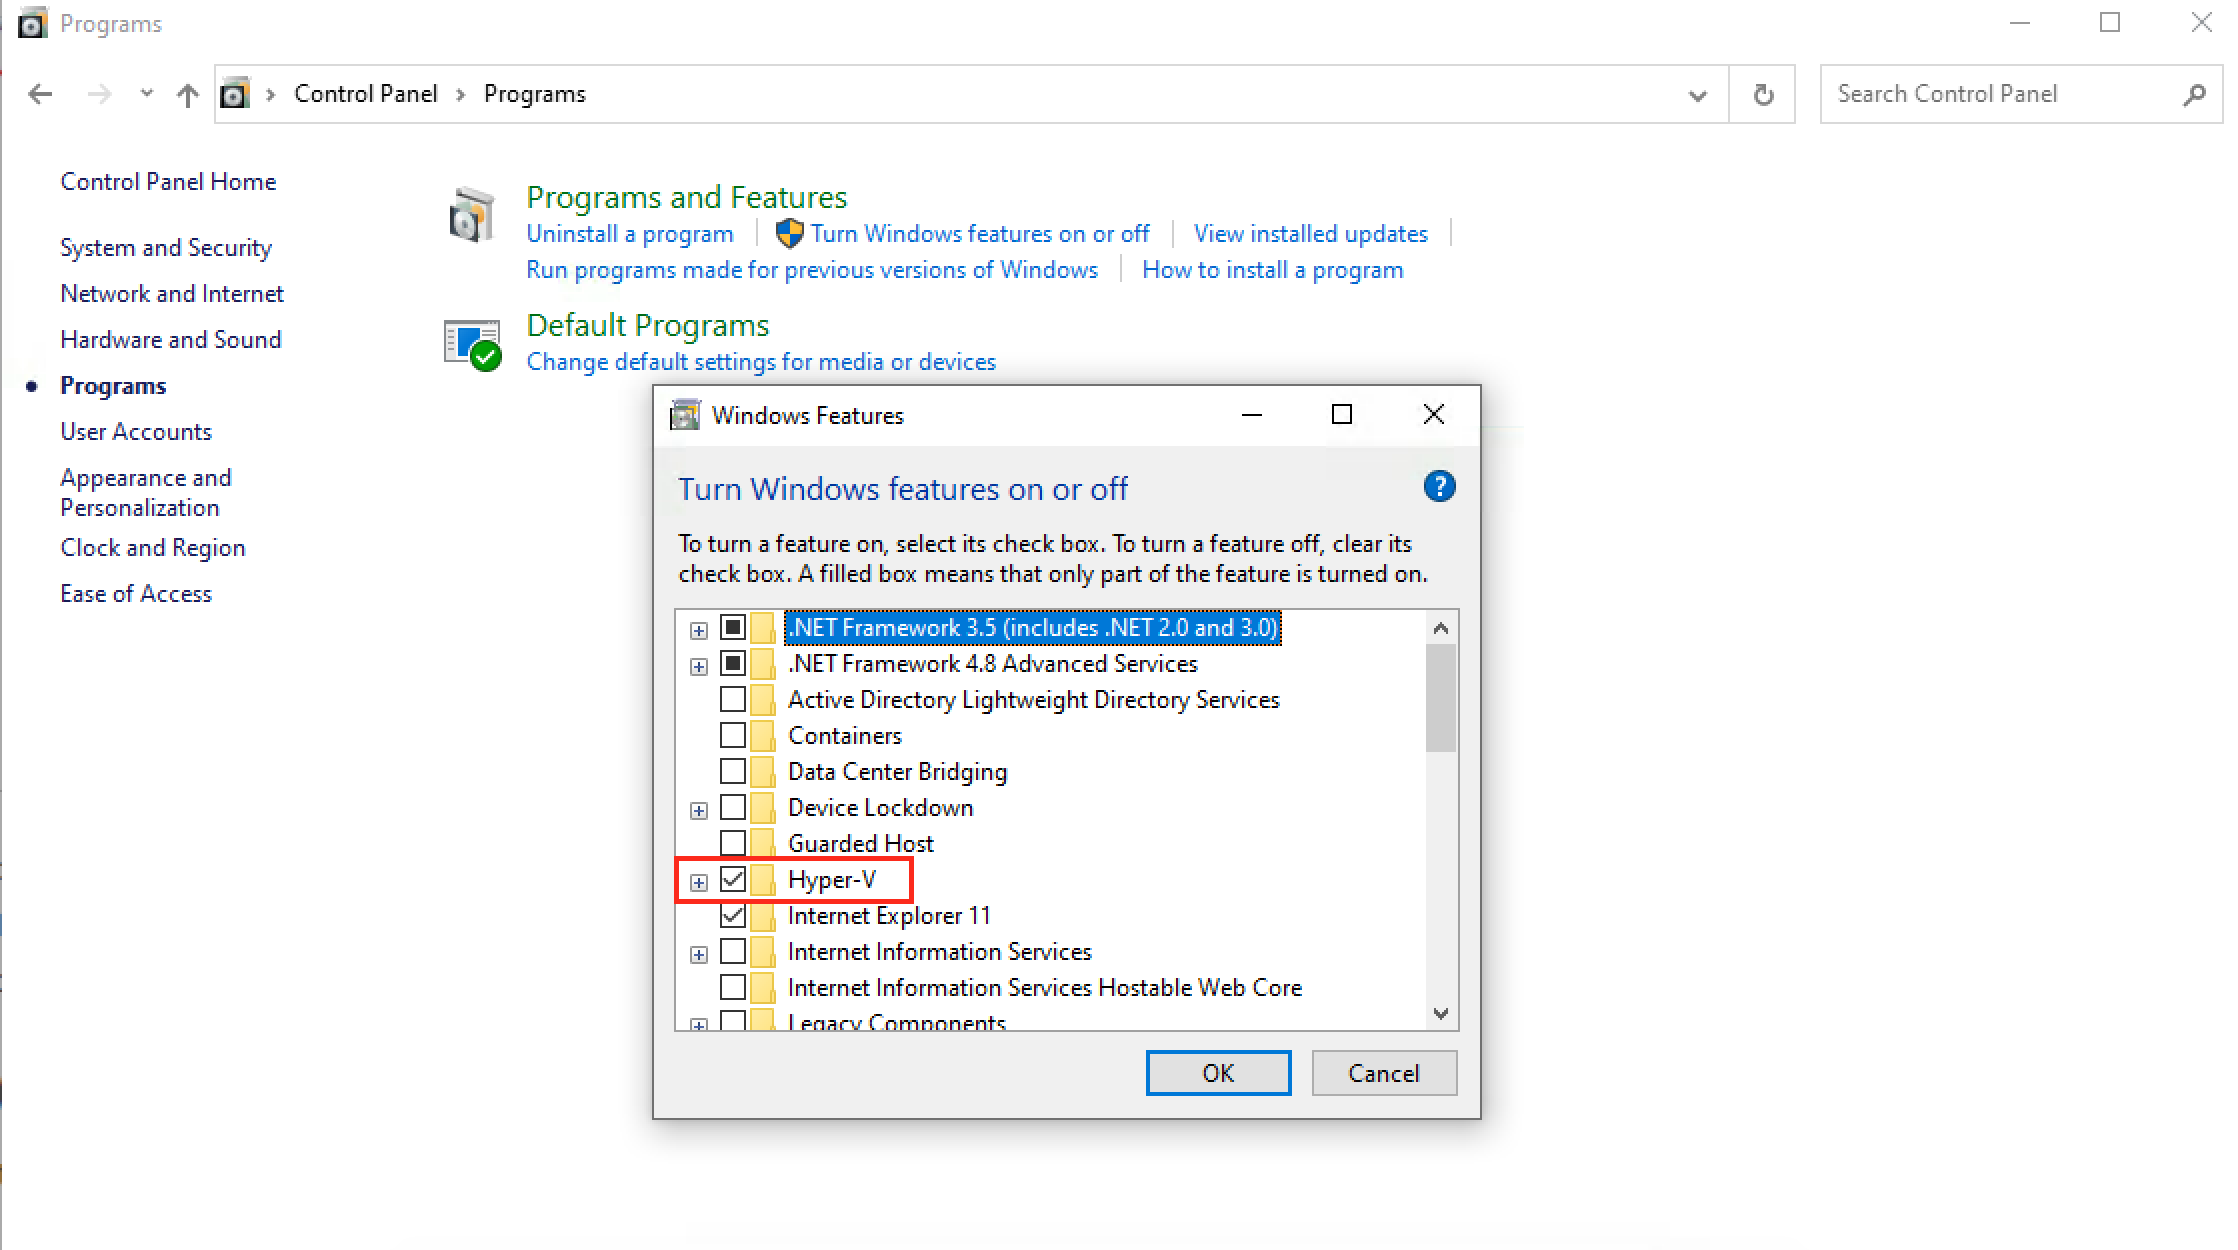 Programs
Control Panel
Programs
Search Control Panel
Control Panel Home
System and Security
Network and Internet
Hardware and Sound
Programs
User Accounts
Appearance and
Personalization
Clock and Region
Ease of Access
Programs and Features
Uninstall a program
Turn Windows features on or off
View installed updates
Run programs made for previous versions of Windows
How to install a program
Default Programs
Change default settings for media or devices
Windows Features
Turn Windows features on or off
?
To turn a feature on, select its check box. To turn a feature off, clear its
check box. A filled box means that only part of the feature is turned on.
.NET Framework 3.5 (includes .NET 2.0 and 3.0)
.NET Framework 4.8 Advanced Services
Active Directory Lightweight Directory Services
Containers
Data Center Bridging
Device Lockdown
Guarded Host
Hyper-V
Internet Explorer 11
Internet Information Services
Internet Information Services Hostable Web Core
Legacy Components
OK
Cancel